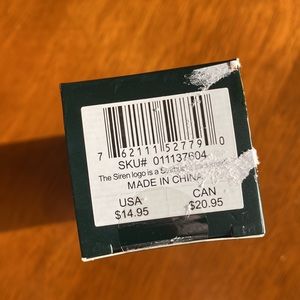 7 62111 52779 0
SKU# 011137604
The Siren logo is a
MADE IN CHINA
USA CAN
$14.95 $20.95